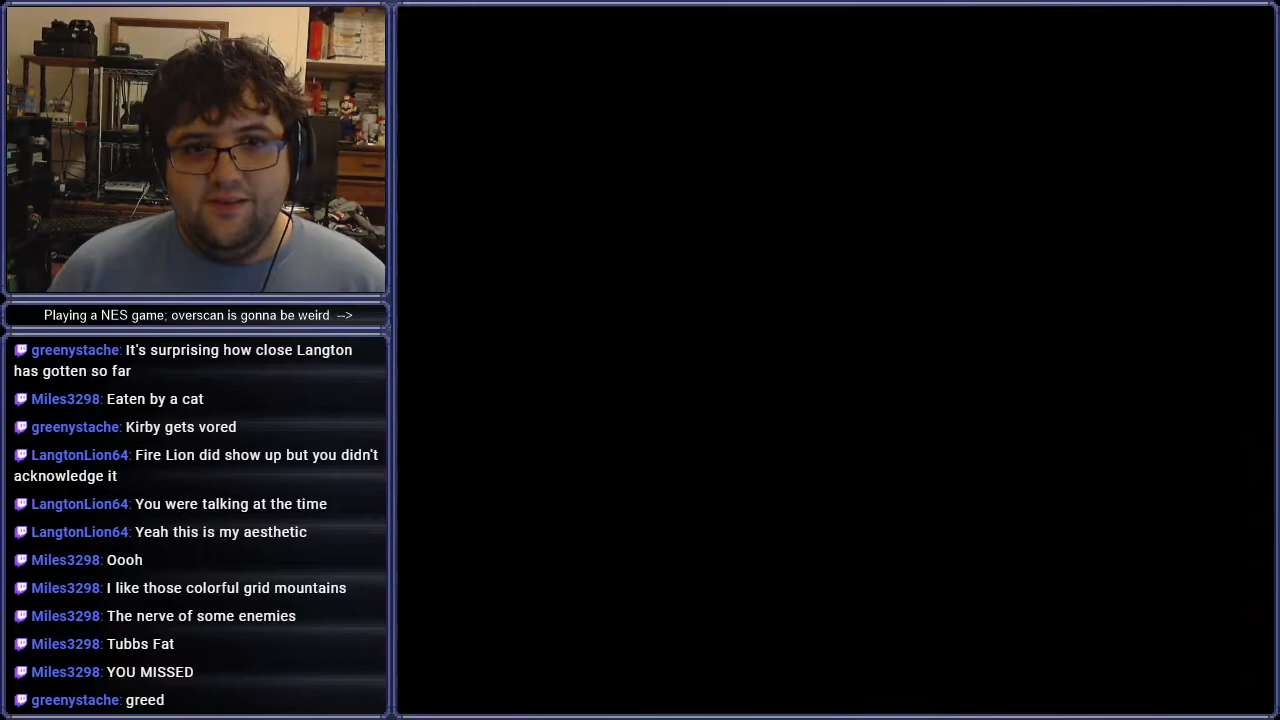 Playing a NES game; overscan is gonna be weird -->
greenystache: It's surprising how close Langton
has gotten so far
Miles3298: Eaten by a cat
greenystache: Kirby gets vored
LangtonLion64: Fire Lion did show up but you didn't
acknowledge it
LangtonLion64: You were talking at the time
LangtonLion64: Yeah this is my aesthetic
Miles3298: Oooh
Miles3298: I like those colorful grid mountains
Miles3298: The nerve of some enemies
Miles3298: Tubbs Fat
Miles3298: YOU MISSED
greenystache: greed